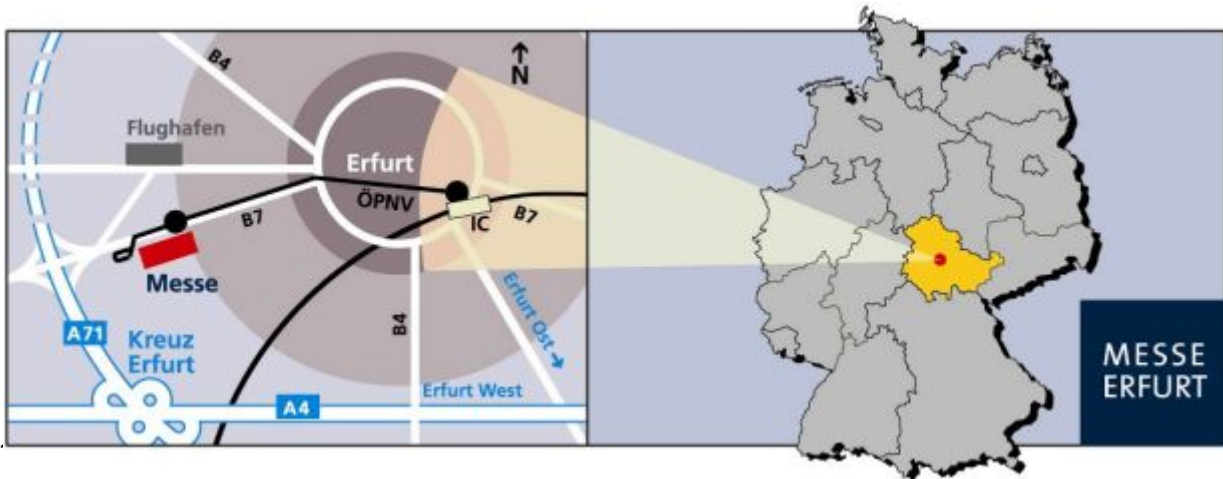 B4
N
Flughafen
Erfurt
ÖPNV
B7
IC
B7
Messe
A71
Kreuz
Erfurt
B4
Erfurt Ost
Erfurt West
A4
MESSE
ERFURT